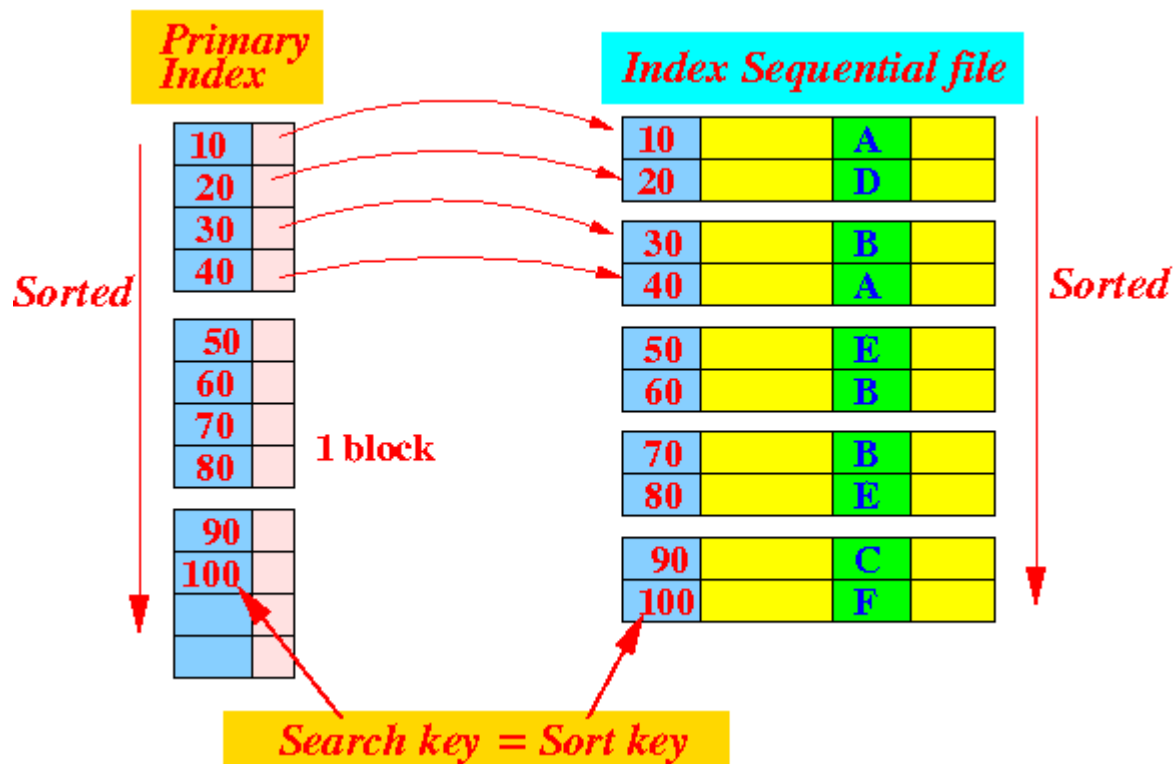 Primary
Index
Index Sequential file
10
20
30
40
50
60
70
80
90
100
Sorted
1 block
10 A
20 D
30 B
40 A
50 E
60 B
70 B
80 E
90 C
100 F
Sorted
Search key = Sort key